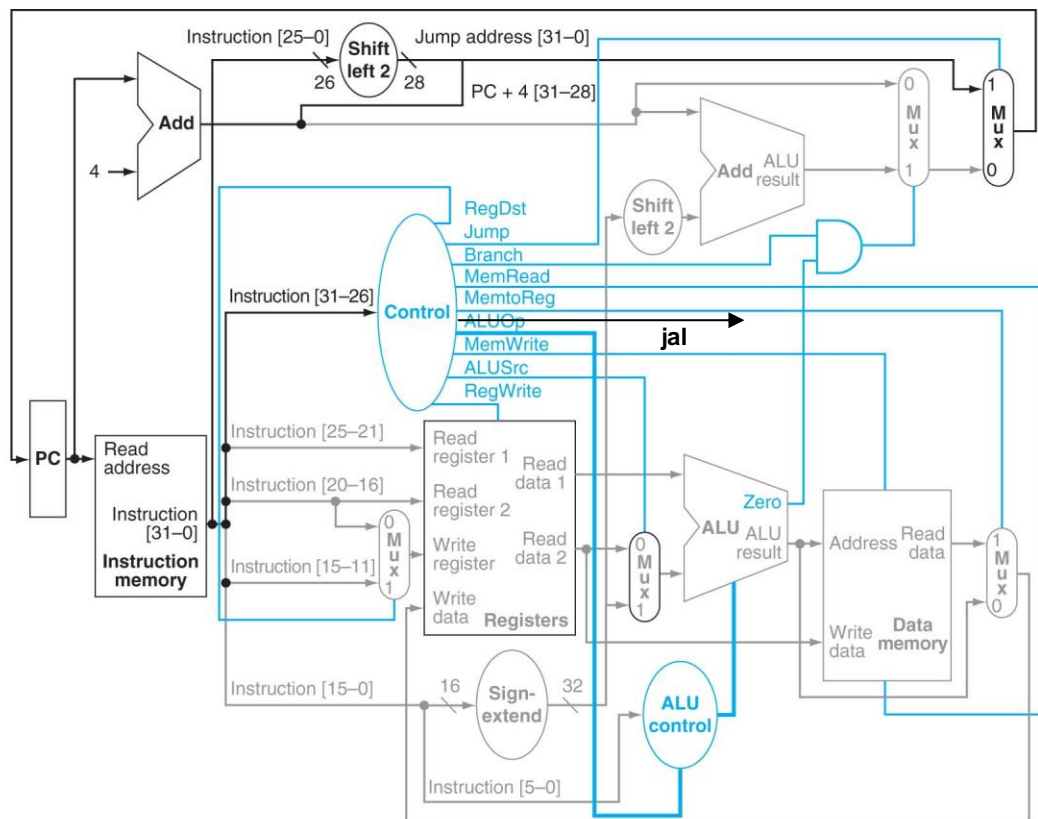 Instruction [25–0]
Jump address [31–0]
Shift
left 2
26
28
PC + 4 [31–28]
Add
4
0
M
u
x
1
1
M
u
x
0
Add
ALU
result
Shift
left 2
RegDst
Jump
Branch
MemRead
MemtoReg
ALUOp
MemWrite
ALUSrc
RegWrite
jal
Instruction [31–26]
Control
PC
Read
address
Instruction
[31–0]
Instruction
memory
Instruction [25–21]
Instruction [20–16]
Instruction [15–11]
0
M
u
x
1
Read
register 1
Read
register 2
Write
register
Write
data
Read
data 1
Read
data 2
Registers
0
M
u
x
1
Zero
ALU
ALU
result
Address
Read
data
Write
data
Data
memory
1
M
u
x
0
Instruction [15–0]
16
Sign-
extend
32
ALU
control
Instruction [5–0]